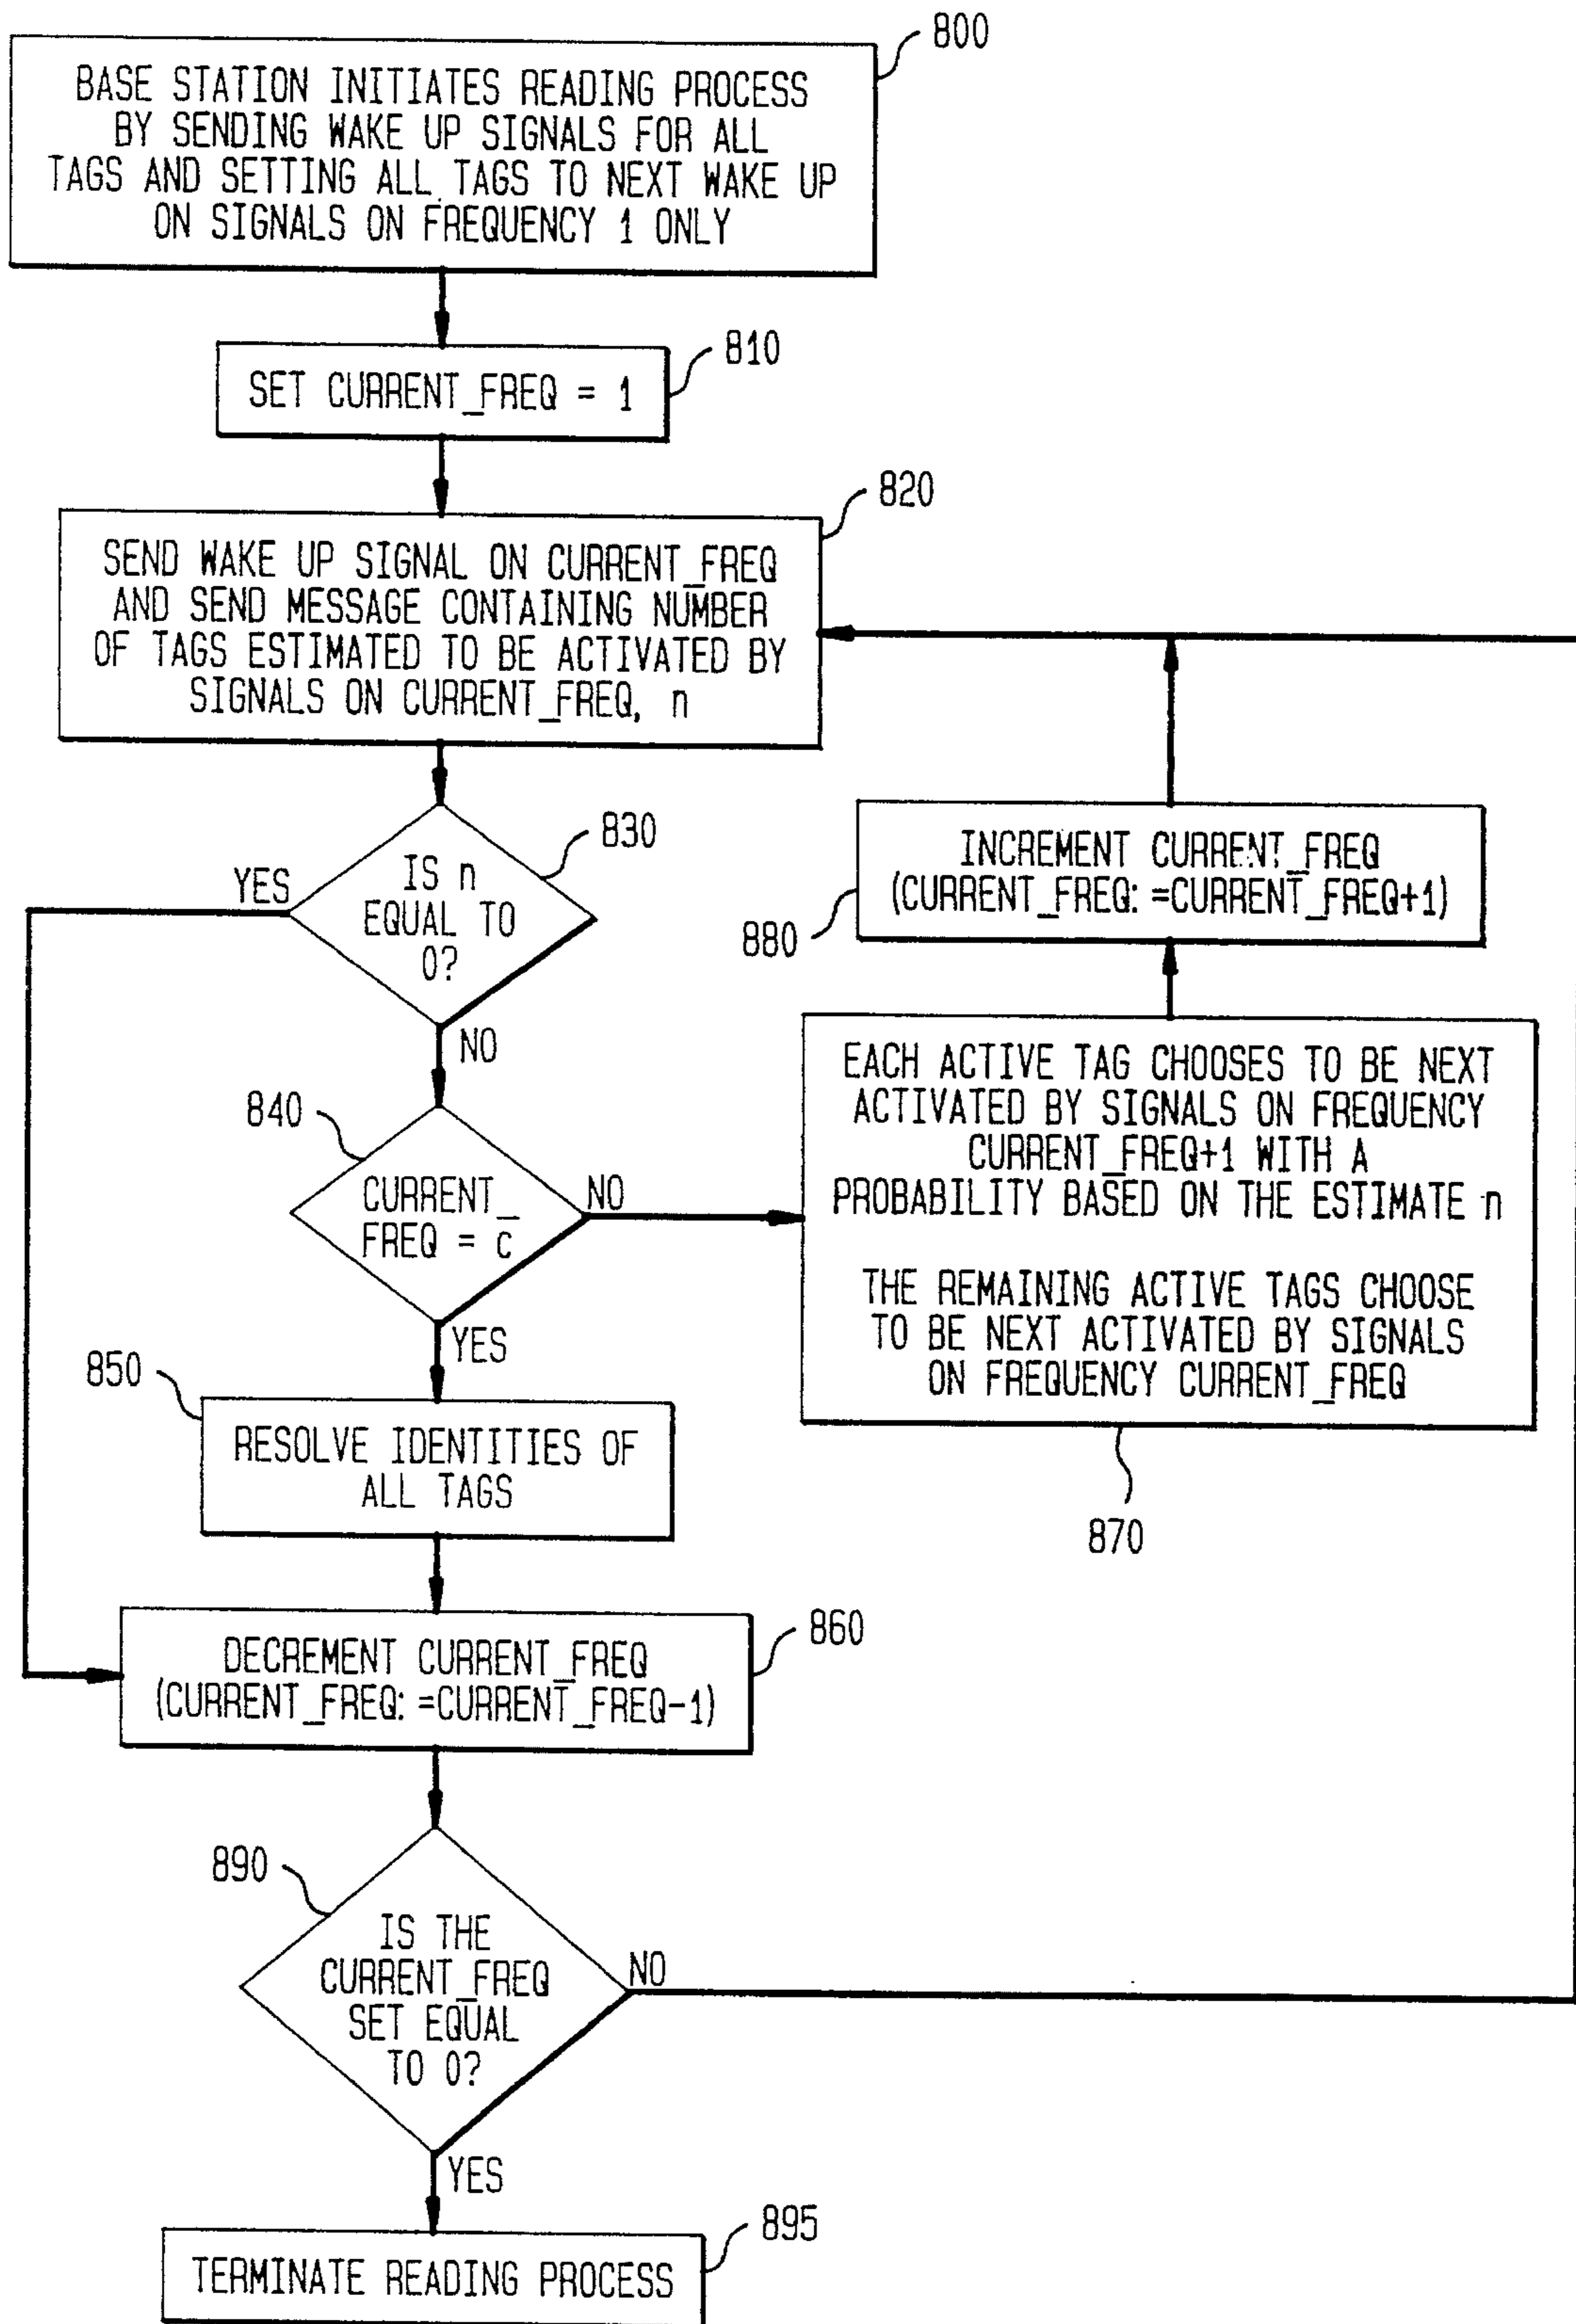 800
BASE STATION INITIATES READING PROCESS
BY SENDING WAKE UP SIGNALS FOR ALL
TAGS AND SETTING ALL TAGS TO NEXT WAKE UP
ON SIGNALS ON FREQUENCY 1 ONLY
810
SET CURRENT_FREQ = 1
820
SEND WAKE UP SIGNAL ON CURRENT_FREQ
AND SEND MESSAGE CONTAINING NUMBER
OF TAGS ESTIMATED TO BE ACTIVATED BY
SIGNALS ON CURRENT_FREQ, n
830
YES
IS n
EQUAL TO
0?
NO
880
INCREMENT CURRENT_FREQ
(CURRENT_FREQ: =CURRENT_FREQ+1)
840
CURRENT_
FREQ = c
NO
YES
EACH ACTIVE TAG CHOOSES TO BE NEXT
ACTIVATED BY SIGNALS ON FREQUENCY
CURRENT_FREQ+1 WITH A
PROBABILITY BASED ON THE ESTIMATE n
THE REMAINING ACTIVE TAGS CHOOSE
TO BE NEXT ACTIVATED BY SIGNALS
ON FREQUENCY CURRENT_FREQ
870
850
RESOLVE IDENTITIES OF
ALL TAGS
860
DECREMENT CURRENT_FREQ
(CURRENT_FREQ: =CURRENT_FREQ-1)
890
IS THE
CURRENT_FREQ
SET EQUAL
TO 0?
NO
YES
895
TERMINATE READING PROCESS